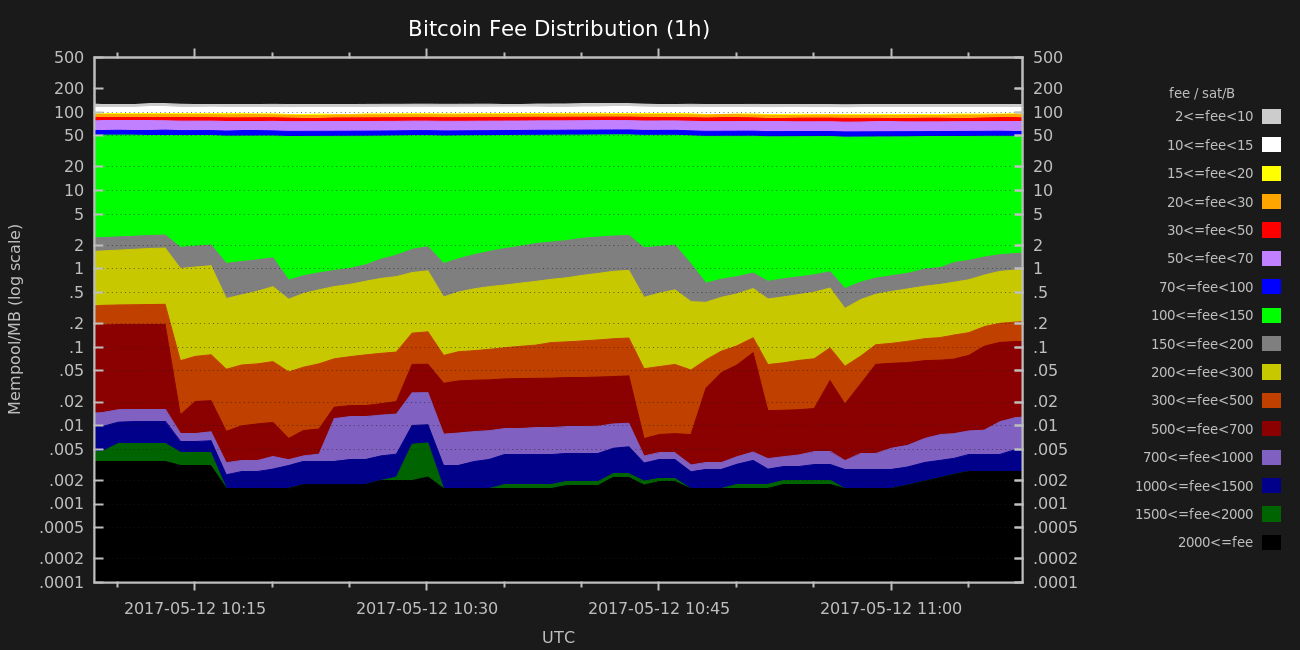 Bitcoin Fee Distribution (1h)
500 500
200 200
100 100
50 50
20 20
10 10
5 5
2 2
1 1
.5 .5
.2 .2
.1 .1
.05 .05
.02 .02
.01 .01
.005 .005
.002 .002
.001 .001
.0005 .0005
.0002 .0002
.0001 .0001
Mempool/MB (log scale)
2017-05-12 10:15 2017-05-12 10:30 2017-05-12 10:45 2017-05-12 11:00
UTC
fee / sat/B
2<=fee<10
10<=fee<15
15<=fee<20
20<=fee<30
30<=fee<50
50<=fee<70
70<=fee<100
100<=fee<150
150<=fee<200
200<=fee<300
300<=fee<500
500<=fee<700
700<=fee<1000
1000<=fee<1500
1500<=fee<2000
2000<=fee